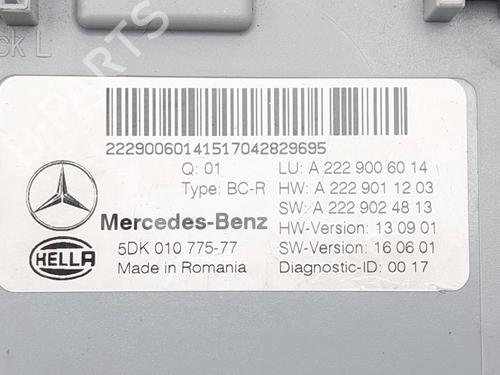 ck L
22290060141517042829695
Q: 01
LU: A 222 900 60 14
Type: BC-R
HW: A 222 901 12 03
SW: A 222 902 48 13
Mercedes-Benz
HW-Version: 13 09 01
HELLA
5DK 010 775-77
SW-Version: 16 06 01
Made in Romania
Diagnostic-ID: 00 17
B-PARTS